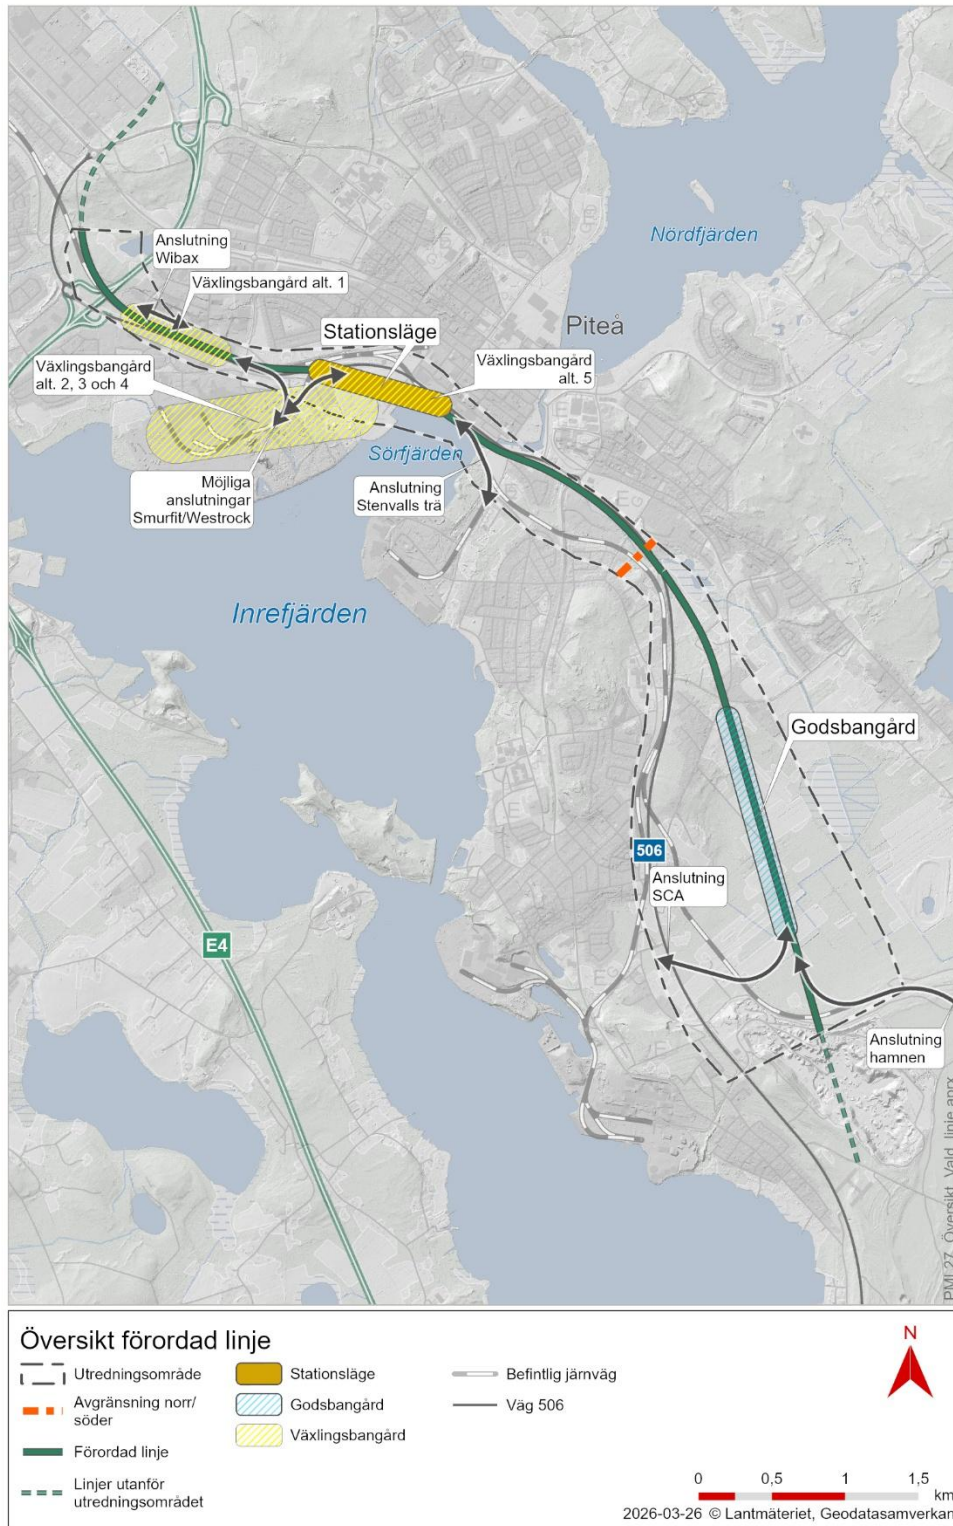 Nördfjärden
Anslutning
Wibax
Växlingsbangård alt. 1
Stationsläge
Piteå
Växlingsbangård
alt. 2, 3 och 4
Växlingsbangård
alt. 5
Sörfjärden
Möjliga
anslutningar
Smurfit/Westrock
Anslutning
Stenvalls trä
Inrefjärden
Godsbangård
506
Anslutning
SCA
E4
Anslutning
hamnen
PMI 27_Översikt_Vald_linje.aprx
Översikt förordad linje
Utredningsområde
Avgränsning norr/
söder
Förordad linje
Linjer utanför
utredningsområdet
Stationsläge
Godsbangård
Växlingsbangård
Befintlig järnväg
Väg 506
N
0 0,5 1 1,5
km
2026-03-26 © Lantmäteriet, Geodatasamverkan